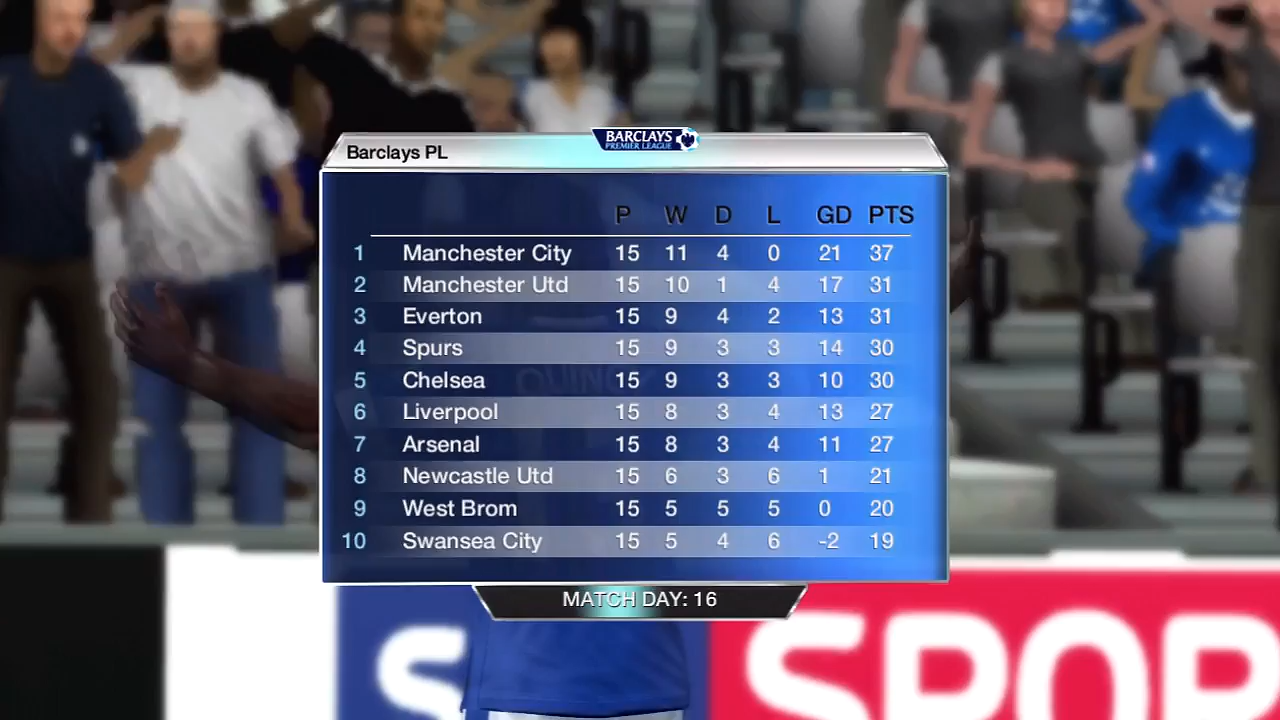 BARCLAYS
PREMIER LEAGUE
Barclays PL
P W D L GD PTS
1 Manchester City 15 11 4 0 21 37
2 Manchester Utd 15 10 1 4 17 31
3 Everton 15 9 4 2 13 31
4 Spurs 15 9 3 3 14 30
5 Chelsea 15 9 3 3 10 30
6 Liverpool 15 8 3 4 13 27
7 Arsenal 15 8 3 4 11 27
8 Newcastle Utd 15 6 3 6 1 21
9 West Brom 15 5 5 5 0 20
10 Swansea City 15 5 4 6 -2 19
MATCH DAY: 16
S SPOR